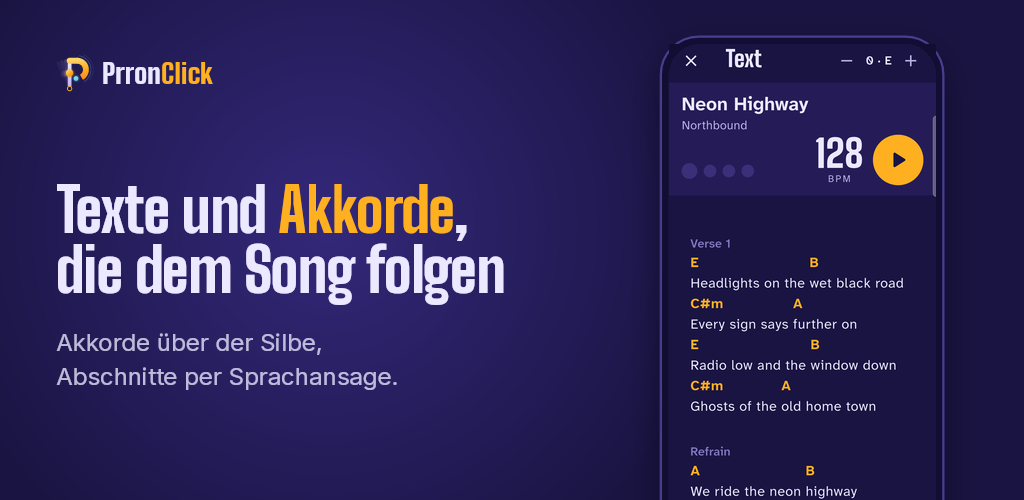 PrronClick
Texte und Akkorde,
die dem Song folgen
Akkorde über der Silbe,
Abschnitte per Sprachansage.
× Text − 0·E +
Neon Highway
Northbound
128
BPM
Verse 1
E B
Headlights on the wet black road
C#m A
Every sign says further on
E B
Radio low and the window down
C#m A
Ghosts of the old home town
Refrain
A B
We ride the neon highway